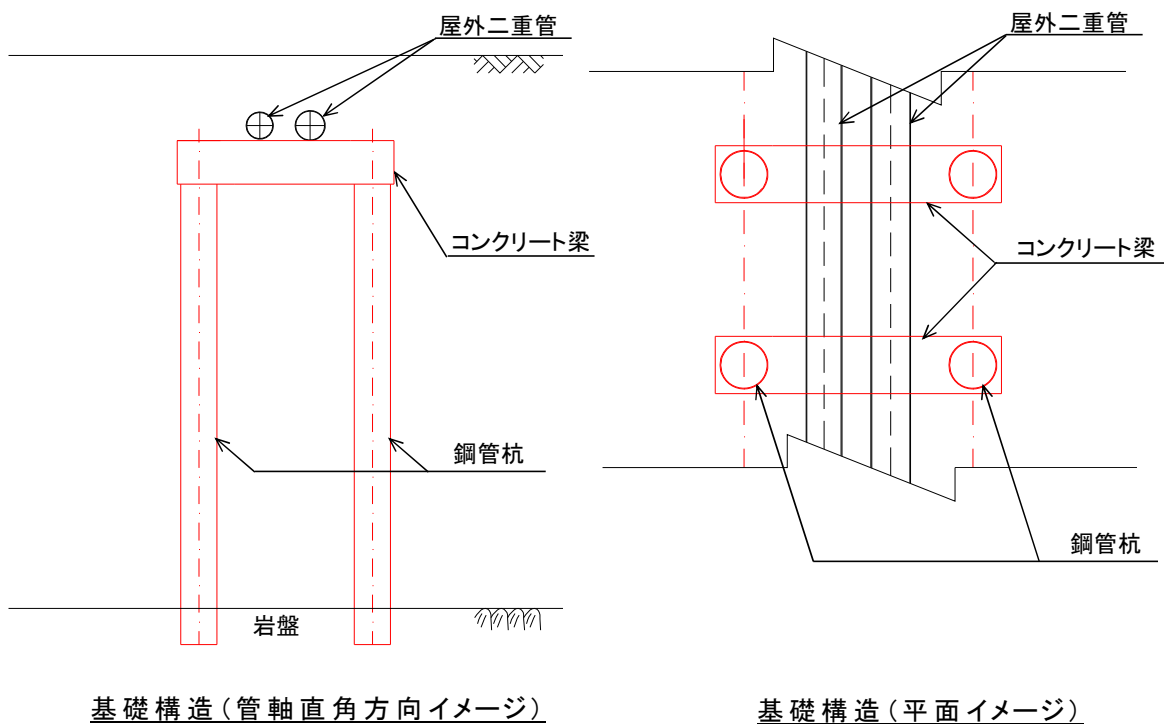 屋外二重管
コンクリート梁
鋼管杭
岩盤
基礎構造(管軸直角方向イメージ)
屋外二重管
コンクリート梁
鋼管杭
基礎構造(平面イメージ)